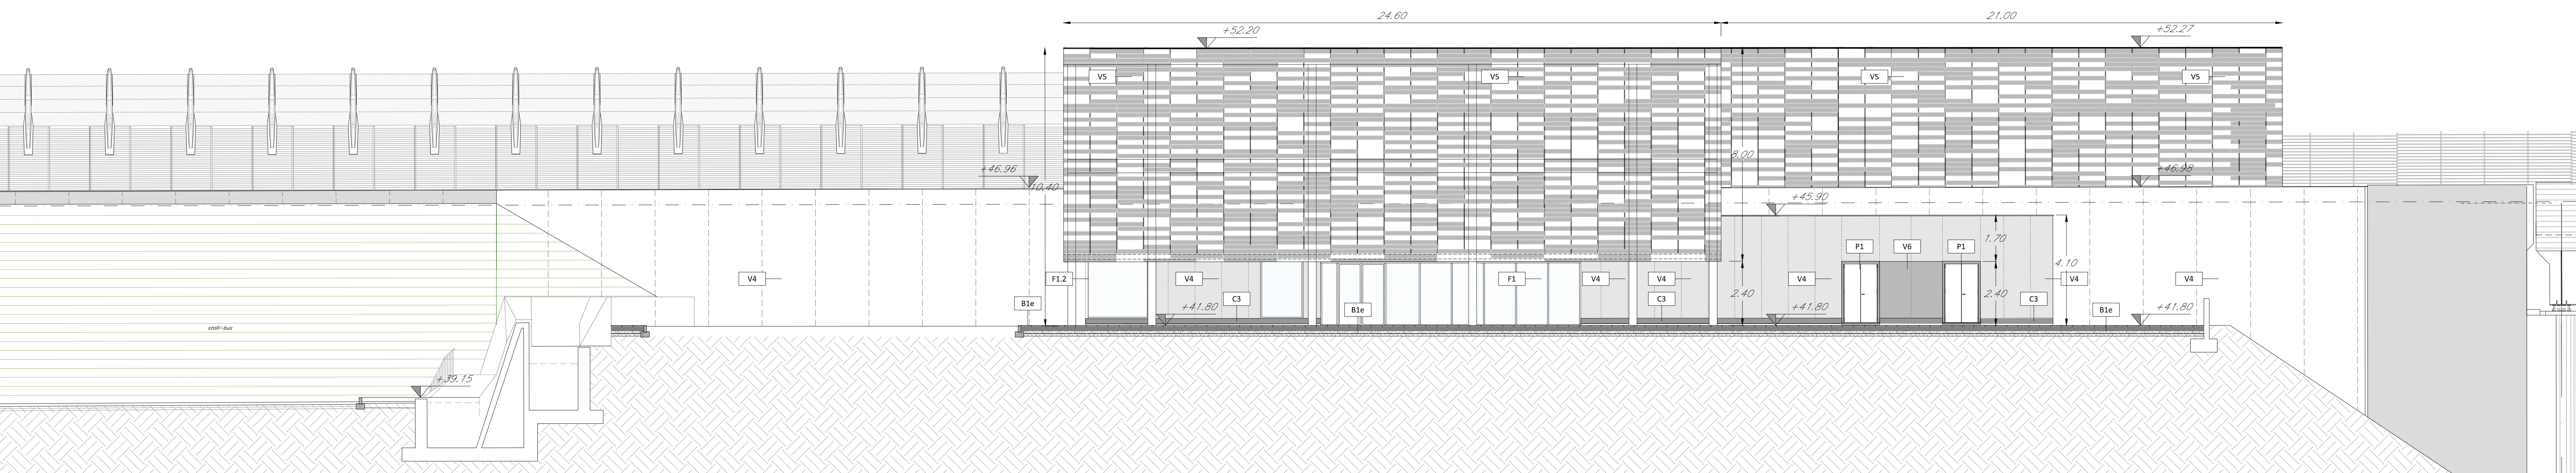 24.60
21.00
+52.20
+52.27
V5
V5
V5
V5
8.00
+46.96
10.40
+46.98
+45.90
P1
V6
P1
1.70
4.10
F1.2
V4
V4
F1
V4
V4
V4
V4
V4
B1e
C3
B1e
C3
2.40
2.40
C3
B1e
+41.80
+41.80
+41.80
stall-bus
+39.15